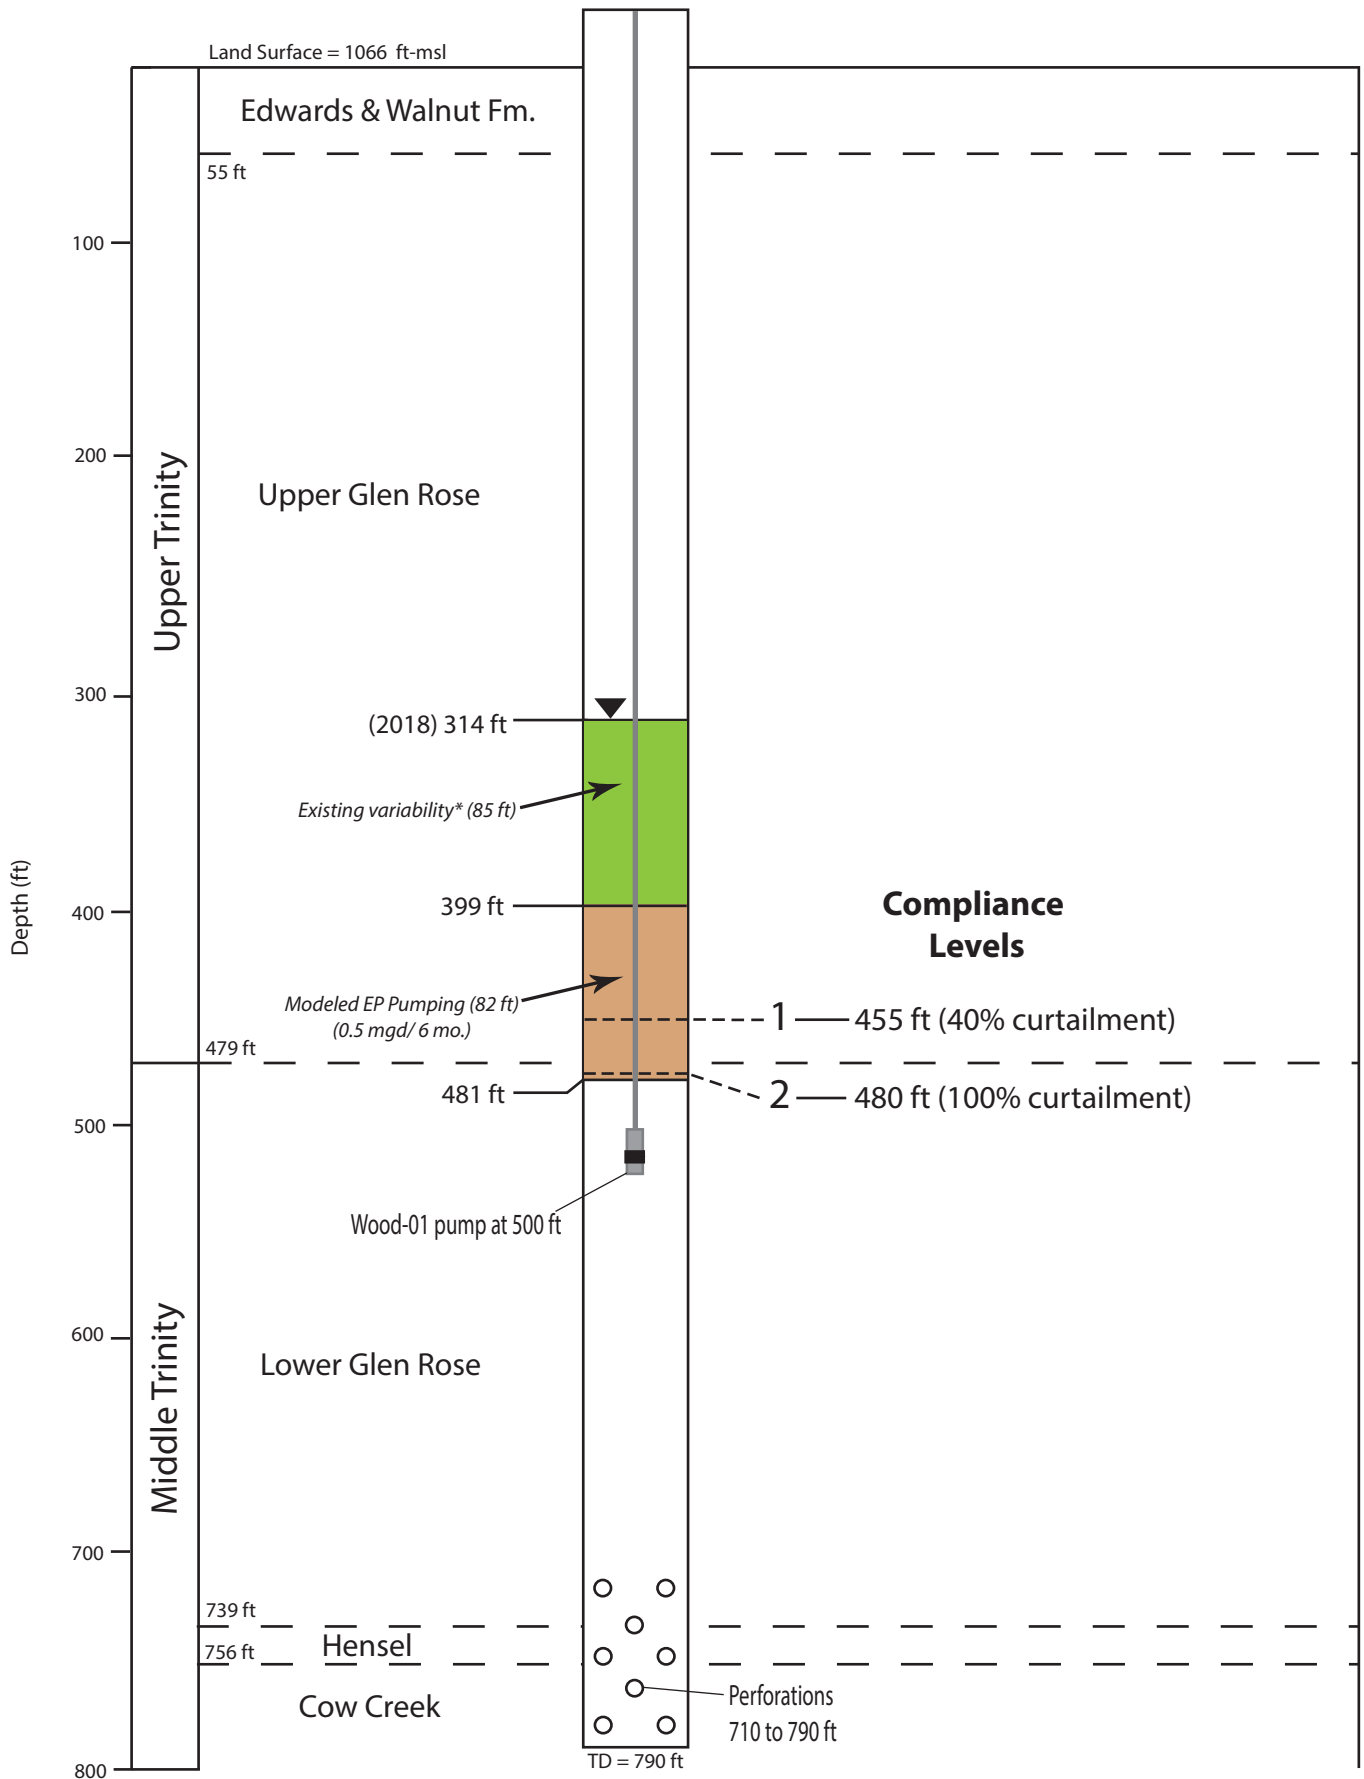 Land Surface = 1066 ft-msl
Edwards & Walnut Fm.
55 ft
100
200
Upper Trinity
Upper Glen Rose
300
(2018) 314 ft
Existing variability* (85 ft)
Depth (ft)
400
399 ft
Compliance
Levels
Modeled EP Pumping (82 ft)
(0.5 mgd/ 6 mo.)
1 455 ft (40% curtailment)
479 ft
481 ft
2 480 ft (100% curtailment)
500
Wood-01 pump at 500 ft
600
Middle Trinity
Lower Glen Rose
700
739 ft
Hensel
756 ft
Cow Creek
Perforations
710 to 790 ft
TD = 790 ft
800